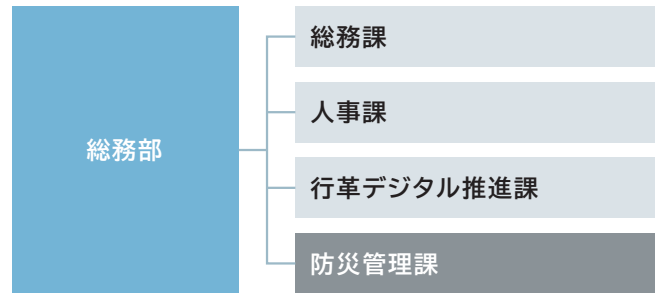 総務部
総務課
人事課
行革デジタル推進課
防災管理課